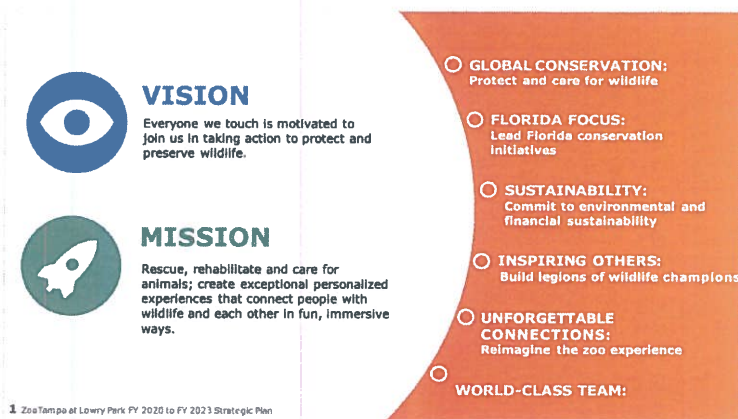 VISION
Everyone we touch is motivated to
join us in taking action to protect and
preserve wildlife.
MISSION
Rescue, rehabilitate and care for
animals; create exceptional personalized
experiences that connect people with
wildlife and each other in fun, immersive
ways.
1 ZooTampa at Lowry Park FY 2020 to FY 2023 Strategic Plan
GLOBAL CONSERVATION:
Protect and care for wildlife
FLORIDA FOCUS:
Lead Florida conservation
initiatives
SUSTAINABILITY:
Commit to environmental and
financial sustainability
INSPIRING OTHERS:
Build legions of wildlife champions
UNFORGETTABLE
CONNECTIONS:
Reimagine the zoo experience
WORLD-CLASS TEAM: